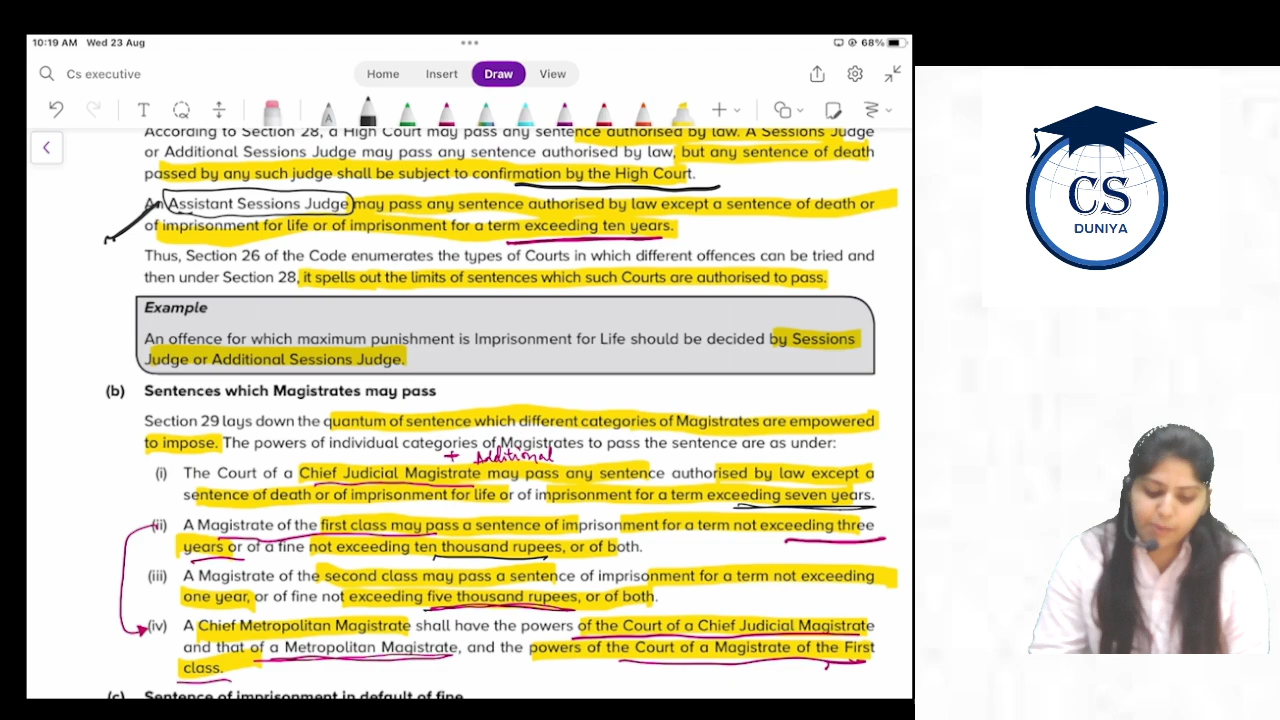 10:19 AM Wed 23 Aug
68%
Cs executive
Home Insert Draw View
According to Section 28, a High Court may pass any sentence authorised by law. A Sessions Judge
or Additional Sessions Judge may pass any sentence authorised by law, but any sentence of death
passed by any such judge shall be subject to confirmation by the High Court.
An Assistant Sessions Judge may pass any sentence authorised by law except a sentence of death or
of imprisonment for life or of imprisonment for a term exceeding ten years.
Thus, Section 26 of the Code enumerates the types of Courts in which different offences can be tried and
then under Section 28, it spells out the limits of sentences which such Courts are authorised to pass.
Example
An offence for which maximum punishment is Imprisonment for Life should be decided by Sessions
Judge or Additional Sessions Judge.
(b) Sentences which Magistrates may pass
Section 29 lays down the quantum of sentence which different categories of Magistrates are empowered
to impose. The powers of individual categories of Magistrates to pass the sentence are as under:
+ Additional
(i) The Court of a Chief Judicial Magistrate may pass any sentence authorised by law except a
sentence of death or of imprisonment for life or of imprisonment for a term exceeding seven years.
(ii) A Magistrate of the first class may pass a sentence of imprisonment for a term not exceeding three
years or of a fine not exceeding ten thousand rupees, or of both.
(iii) A Magistrate of the second class may pass a sentence of imprisonment for a term not exceeding
one year, or of fine not exceeding five thousand rupees, or of both.
(iv) A Chief Metropolitan Magistrate shall have the powers of the Court of a Chief Judicial Magistrate
and that of a Metropolitan Magistrate, and the powers of the Court of a Magistrate of the First
class.
(c) Sentence of imprisonment in default of fine
CS
DUNIYA